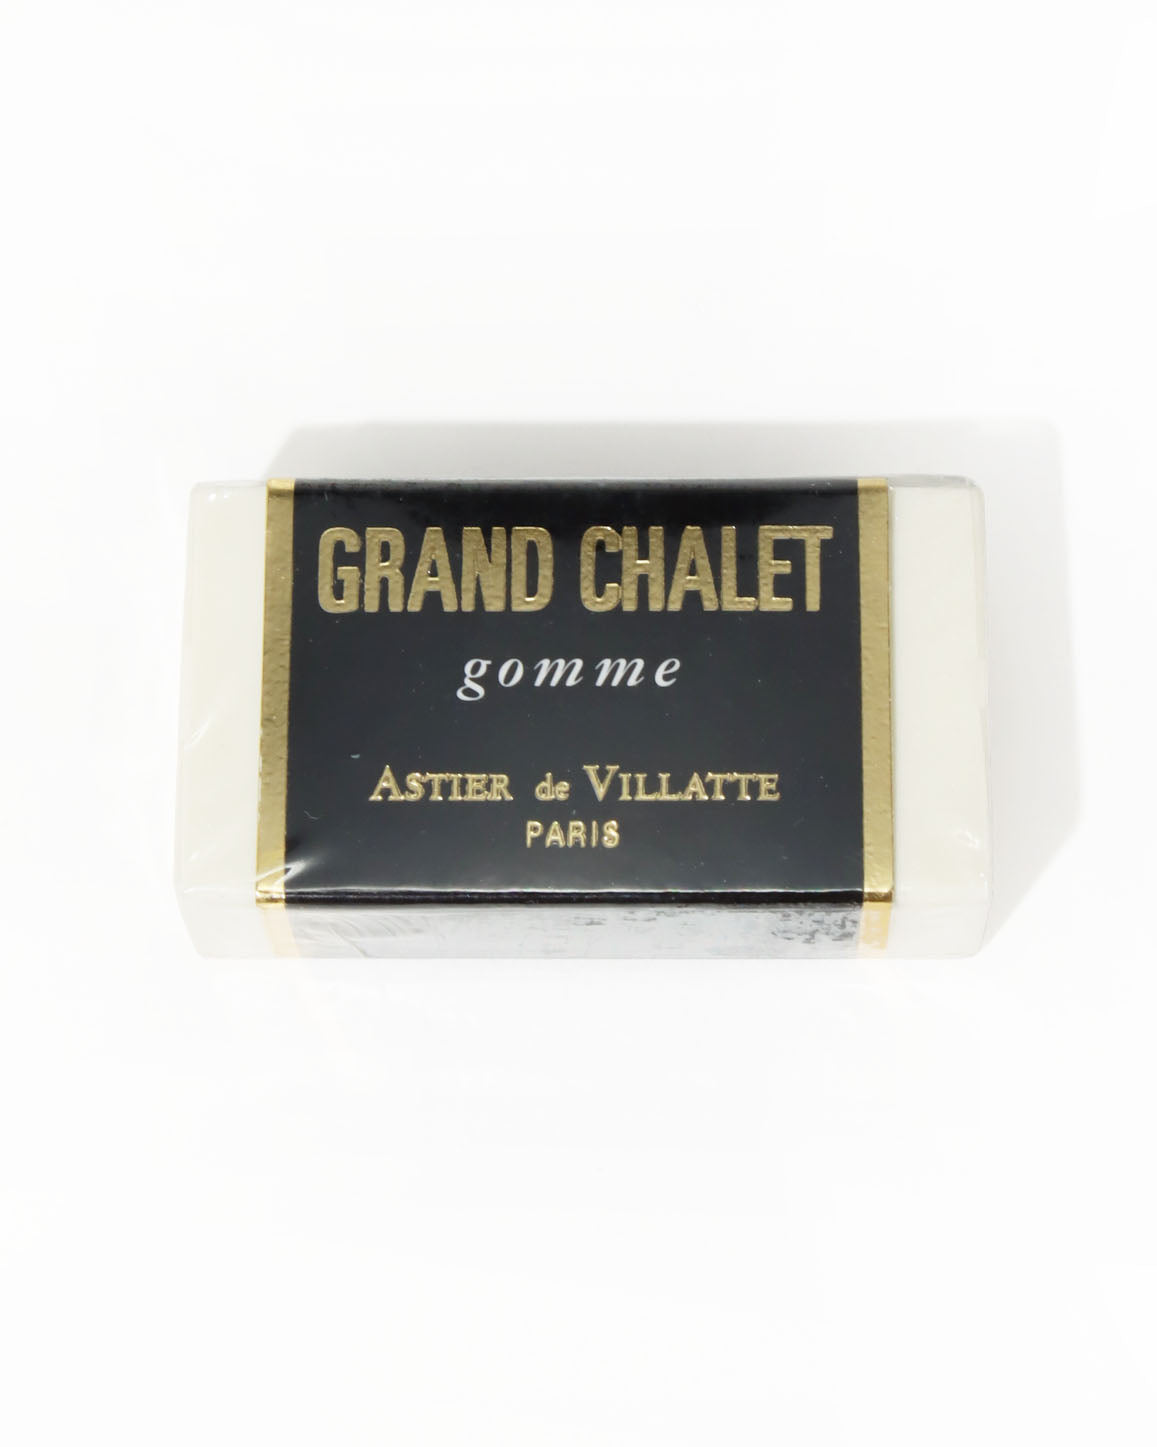 GRAND CHALET
gomme
ASTIER de VILLATTE
PARIS